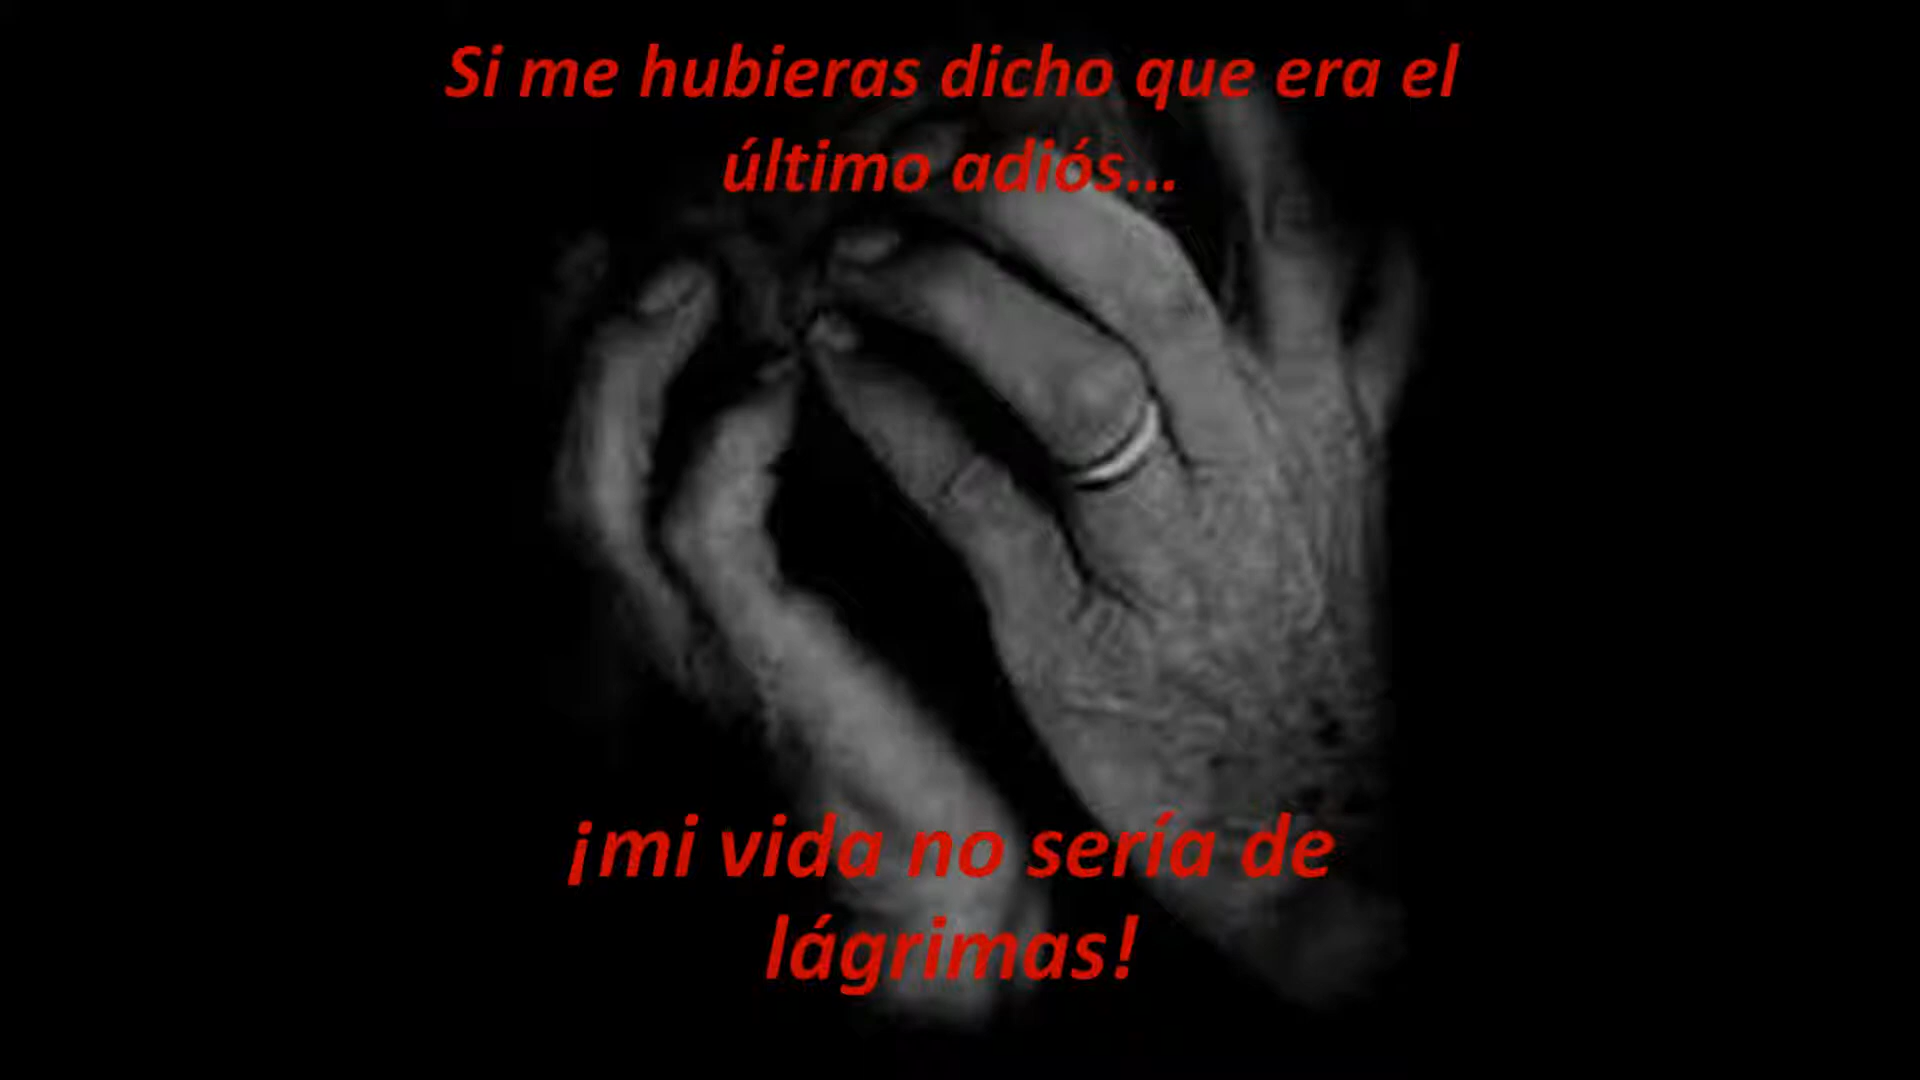 Si me hubieras dicho que era el
último adiós...
¡mi vida no sería de
lágrimas!